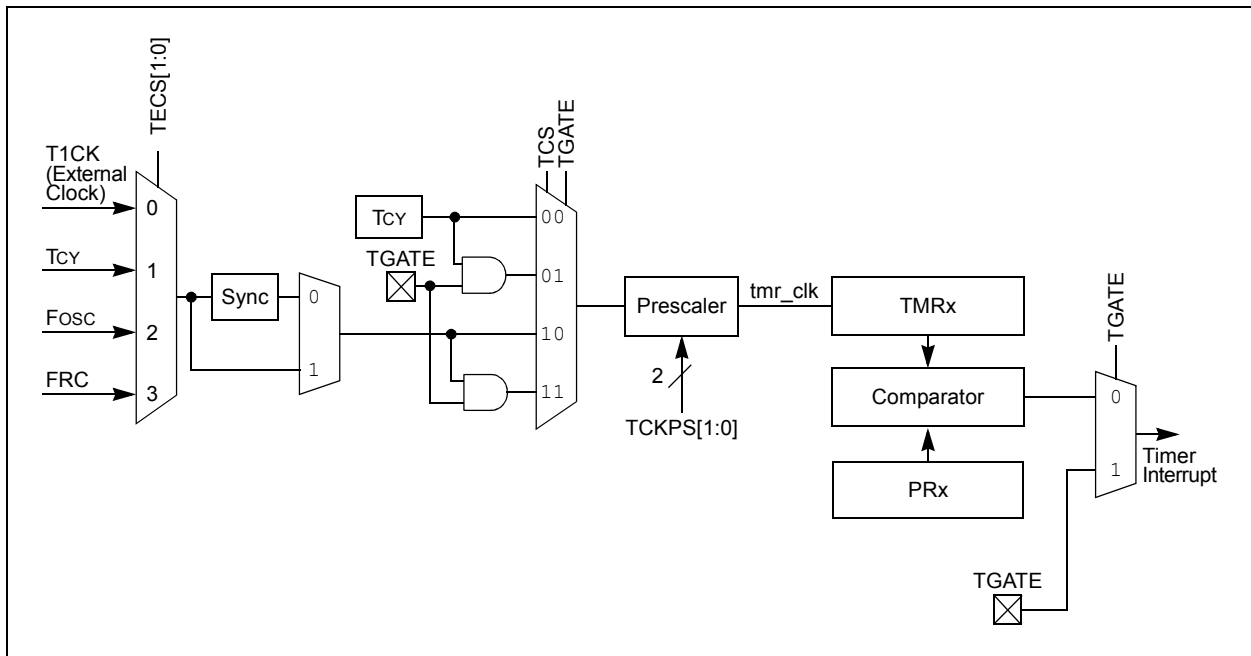 TECS[1:0]
T1CK
(External
Clock)
0
TCY
1
FOSC
2
FRC
3
Sync
0
1
TCY
TGATE
TCS
TGATE
00
01
10
11
Prescaler
2
TCKPS[1:0]
tmr_clk
TMRx
Comparator
PRx
TGATE
0
1
Timer
Interrupt
TGATE